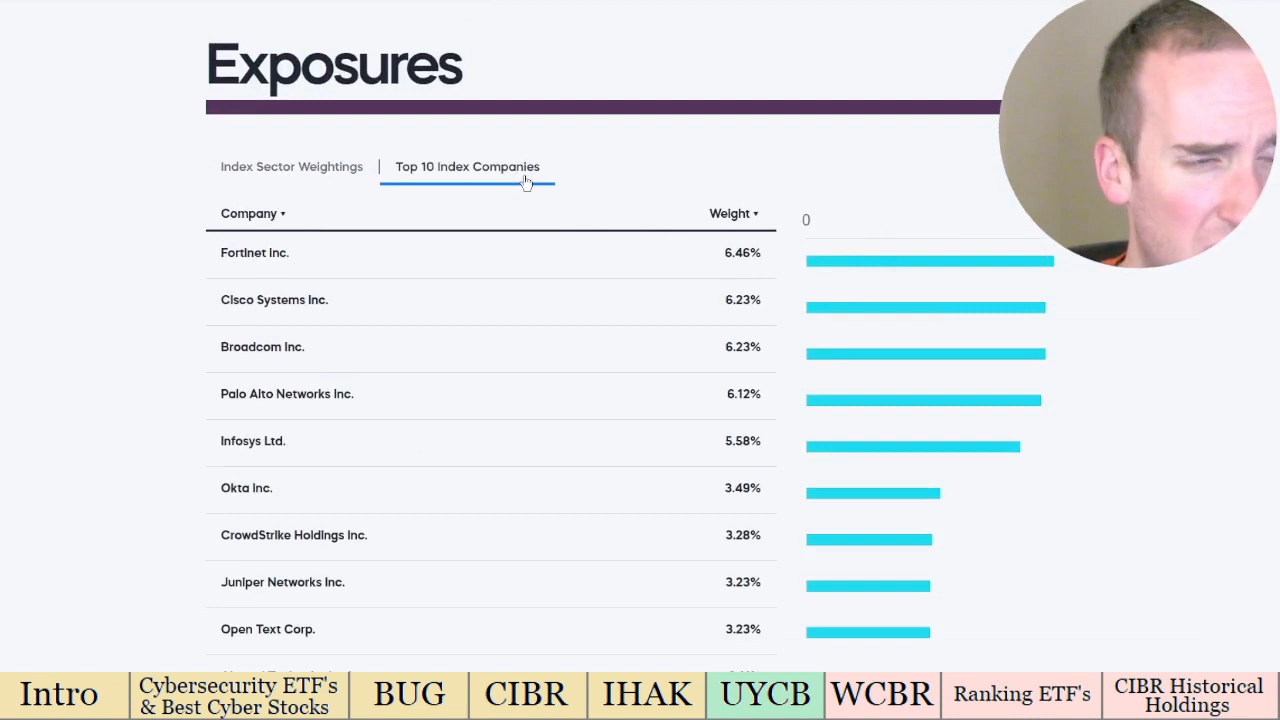 Exposures
Index Sector Weightings | Top 10 Index Companies
Company ▾ Weight ▾ 0
Fortinet Inc. 6.46%
Cisco Systems Inc. 6.23%
Broadcom Inc. 6.23%
Palo Alto Networks Inc. 6.12%
Infosys Ltd. 5.58%
Okta Inc. 3.49%
CrowdStrike Holdings Inc. 3.28%
Juniper Networks Inc. 3.23%
Open Text Corp. 3.23%
Intro
Cybersecurity ETF's
& Best Cyber Stocks
BUG
CIBR
IHAK
UYCB
WCBR
Ranking ETF's
CIBR Historical
Holdings